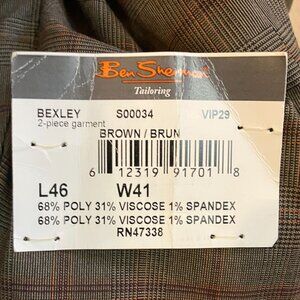 Ben Sherman
Tailoring
BEXLEY S00034 VIP29
2-piece garment
BROWN / BRUN
6 12319 91701 8
L46 W41
68% POLY 31% VISCOSE 1% SPANDEX
68% POLY 31% VISCOSE 1% SPANDEX
RN47338